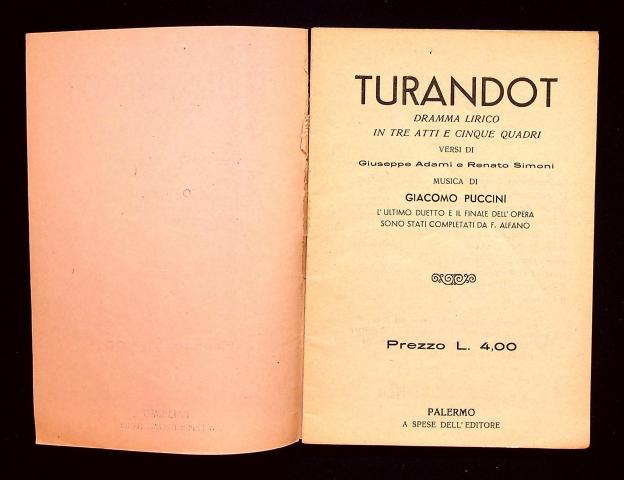 TURANDOT
DRAMMA LIRICO
IN TRE ATTI E CINQUE QUADRI
VERSI DI
Giuseppe Adami e Renato Simoni
MUSICA DI
GIACOMO PUCCINI
L'ULTIMO DUETTO E IL FINALE DELL'OPERA
SONO STATI COMPLETATI DA F. ALFANO
Prezzo L. 4,00
PALERMO
A SPESE DELL'EDITORE